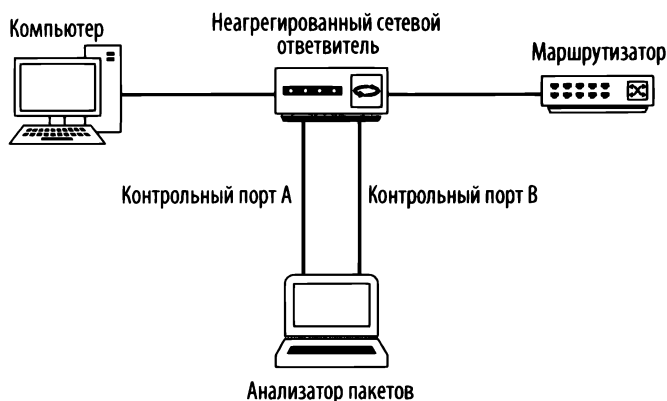 Неагрегированный сетевой
ответвитель
Компьютер
Маршрутизатор
Контрольный порт A
Контрольный порт B
Анализатор пакетов